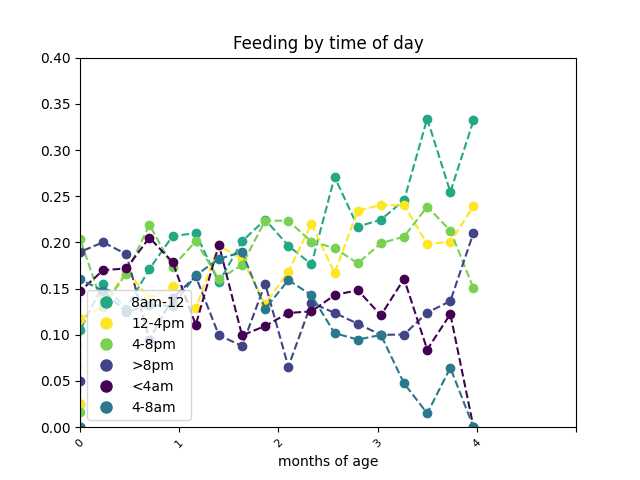 Feeding by time of day
0.40
0.35
0.30
0.25
0.20
0.15
0.10
0.05
0.00
8am-12
12-4pm
4-8pm
>8pm
<4am
4-8am
0 1 2 3 4
months of age